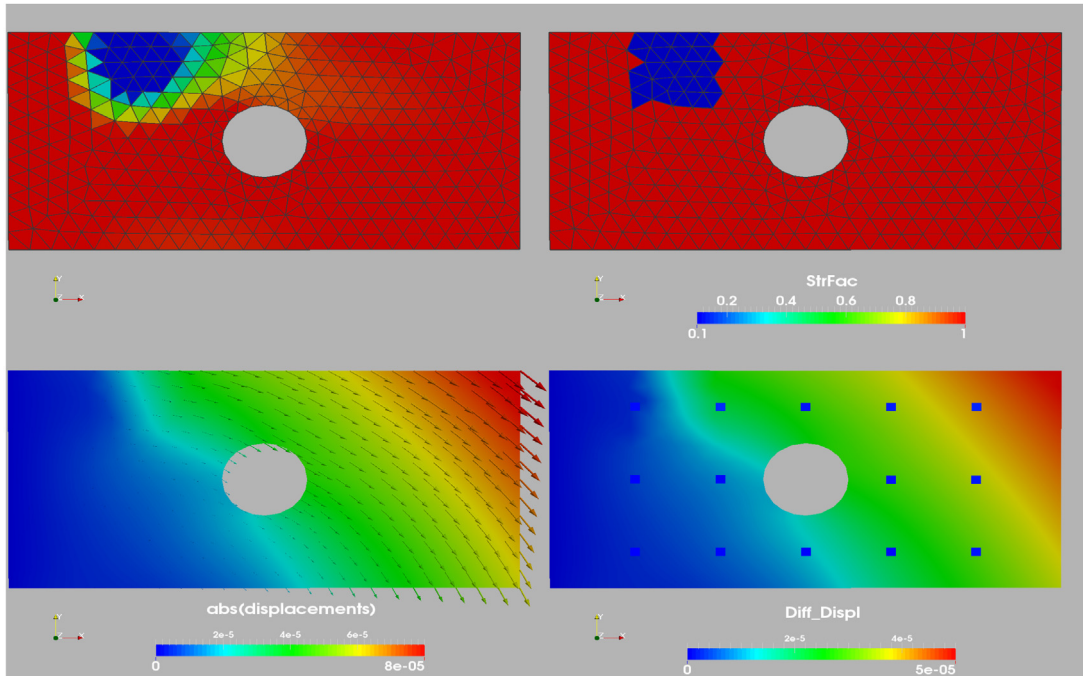 Y
Z X
Y
Z X
StrFac
0.2 0.4 0.6 0.8
0.1 1
Y
Z X
abs(displacements)
2e-5 4e-5 6e-5
0 8e-05
Y
Z X
Diff_Displ
2e-5 4e-5
0 5e-05